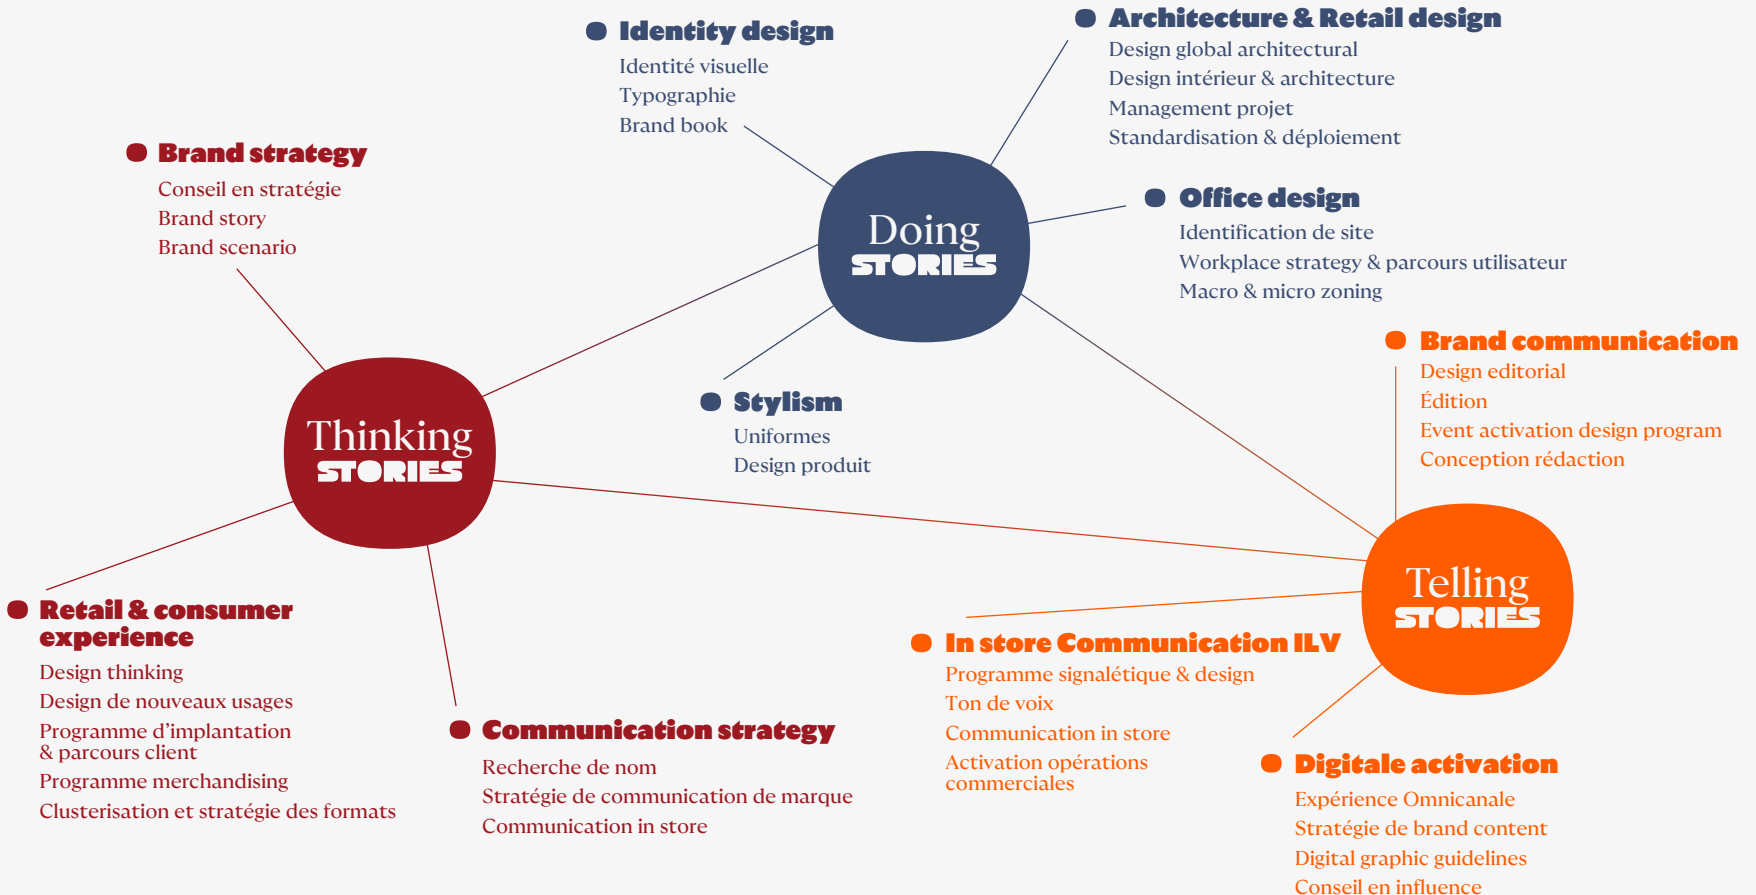 Brand strategy
Conseil en stratégie
Brand story
Brand scenario
Thinking
STORIES
Retail & consumer
experience
Design thinking
Design de nouveaux usages
Programme d’implantation
& parcours client
Programme merchandising
Clusterisation et stratégie des formats
Communication strategy
Recherche de nom
Stratégie de communication de marque
Communication in store
Identity design
Identité visuelle
Typographie
Brand book
Architecture & Retail design
Design global architectural
Design intérieur & architecture
Management projet
Standardisation & déploiement
Doing
STORIES
Office design
Identification de site
Workplace strategy & parcours utilisateur
Macro & micro zoning
Stylism
Uniformes
Design produit
Brand communication
Design editorial
Édition
Event activation design program
Conception rédaction
Telling
STORIES
In store Communication ILV
Programme signalétique & design
Ton de voix
Communication in store
Activation opérations
commerciales
Digitale activation
Expérience Omnicanale
Stratégie de brand content
Digital graphic guidelines
Conseil en influence